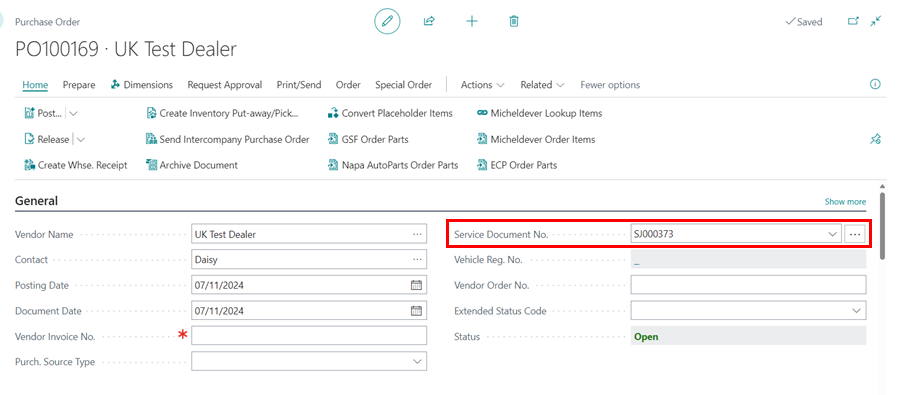 Purchase Order
Saved
PO100169 · UK Test Dealer
Home Prepare Dimensions Request Approval Print/Send Order Special Order Actions Related Fewer options
Post... Create Inventory Put-away/Pick... Convert Placeholder Items Micheldever Lookup Items
Release Send Intercompany Purchase Order GSF Order Parts Micheldever Order Items
Create Whse. Receipt Archive Document Napa AutoParts Order Parts ECP Order Parts
General Show more
Vendor Name UK Test Dealer ... Service Document No. SJ000373 ...
Contact Daisy ... Vehicle Reg. No. _
Posting Date 07/11/2024 Vendor Order No.
Document Date 07/11/2024 Extended Status Code
Vendor Invoice No. * Status Open
Purch. Source Type